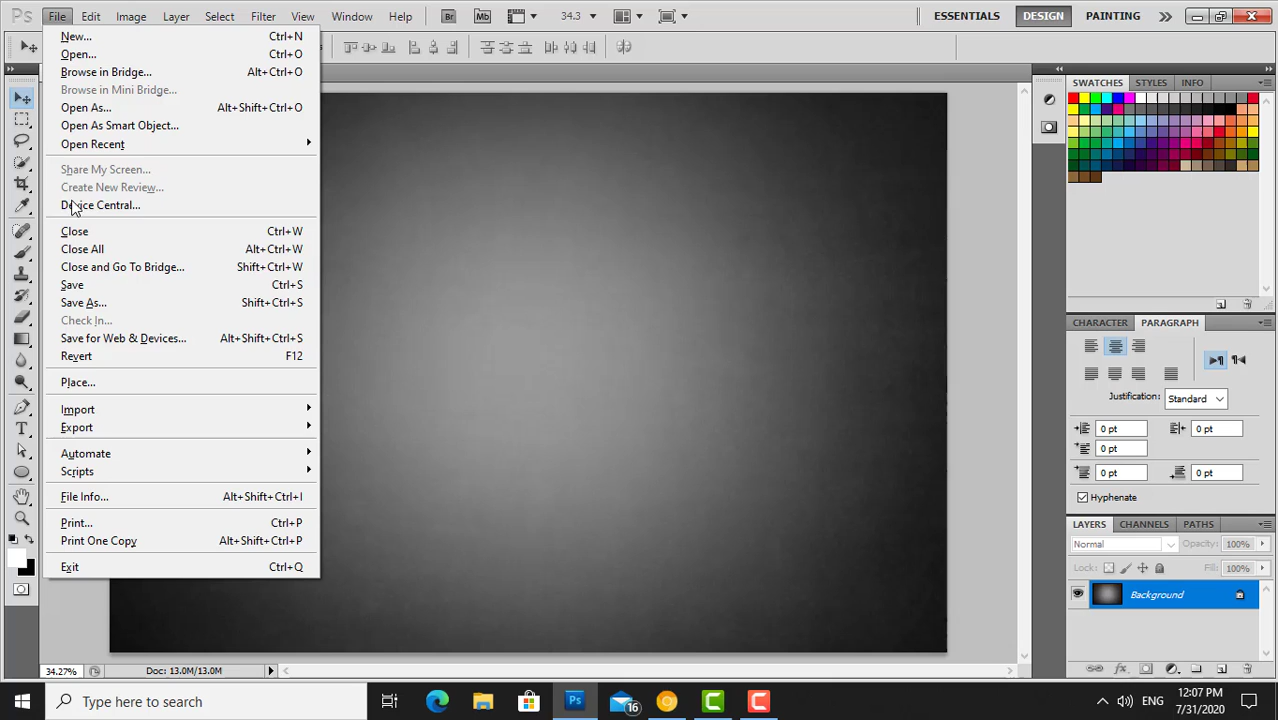 Ps File Edit Image Layer Select Filter View Window Help Br Mb 34.3 ESSENTIALS DESIGN PAINTING
New... Ctrl+N
Open... Ctrl+O
Browse in Bridge... Alt+Ctrl+O
Browse in Mini Bridge...
Open As... Alt+Shift+Ctrl+O
Open As Smart Object...
Open Recent
Share My Screen...
Create New Review...
Device Central...
Close Ctrl+W
Close All Alt+Ctrl+W
Close and Go To Bridge... Shift+Ctrl+W
Save Ctrl+S
Save As... Shift+Ctrl+S
Check In...
Save for Web & Devices... Alt+Shift+Ctrl+S
Revert F12
Place...
Import
Export
Automate
Scripts
File Info... Alt+Shift+Ctrl+I
Print... Ctrl+P
Print One Copy Alt+Shift+Ctrl+P
Exit Ctrl+Q
SWATCHES STYLES INFO
CHARACTER PARAGRAPH
Justification: Standard
0 pt 0 pt
0 pt
0 pt 0 pt
Hyphenate
LAYERS CHANNELS PATHS
Normal Opacity: 100%
Lock: Fill: 100%
Background
34.27% Doc: 13.0M/13.0M
Type here to search Ps 16 ENG 12:07 PM
7/31/2020